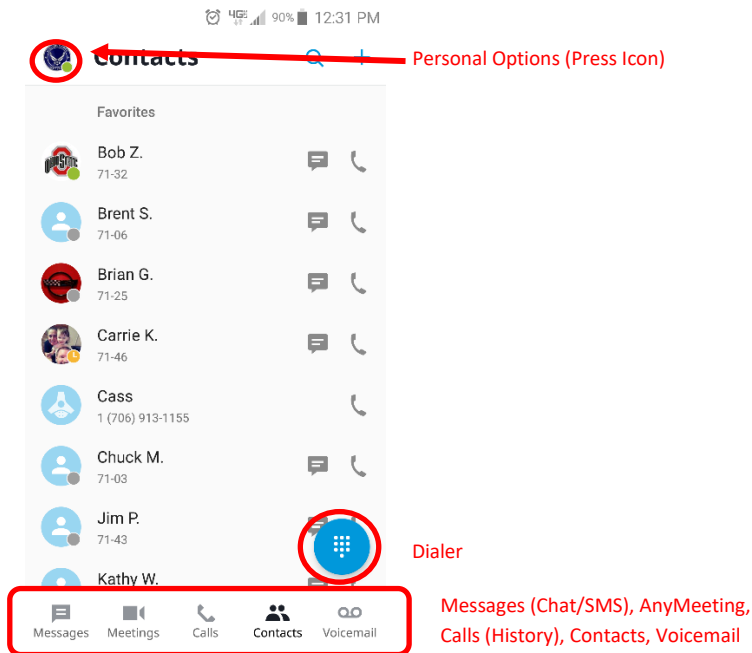 4GE 90% 12:31 PM
Contacts
Personal Options (Press Icon)
Favorites
Bob Z.
71-32
Brent S.
71-06
Brian G.
71-25
Carrie K.
71-46
Cass
1 (706) 913-1155
Chuck M.
71-03
Jim P.
71-43
Dialer
Kathy W.
Messages Meetings Calls Contacts Voicemail
Messages (Chat/SMS), AnyMeeting,
Calls (History), Contacts, Voicemail